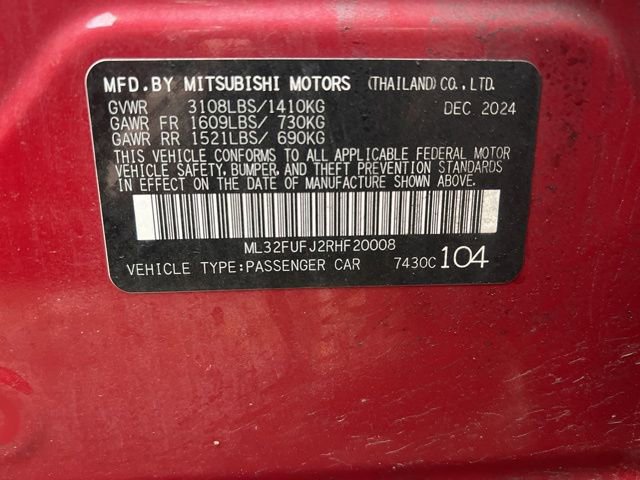 MFD.BY MITSUBISHI MOTORS (THAILAND) CO., LTD.
GVWR 3108LBS/1410KG DEC 2024
GAWR FR 1609LBS/ 730KG
GAWR RR 1521LBS/ 690KG
THIS VEHICLE CONFORMS TO ALL APPLICABLE FEDERAL MOTOR
VEHICLE SAFETY, BUMPER, AND THEFT PREVENTION STANDARDS
IN EFFECT ON THE DATE OF MANUFACTURE SHOWN ABOVE.
ML32FUFJ2RHF20008
VEHICLE TYPE:PASSENGER CAR 7430C 104